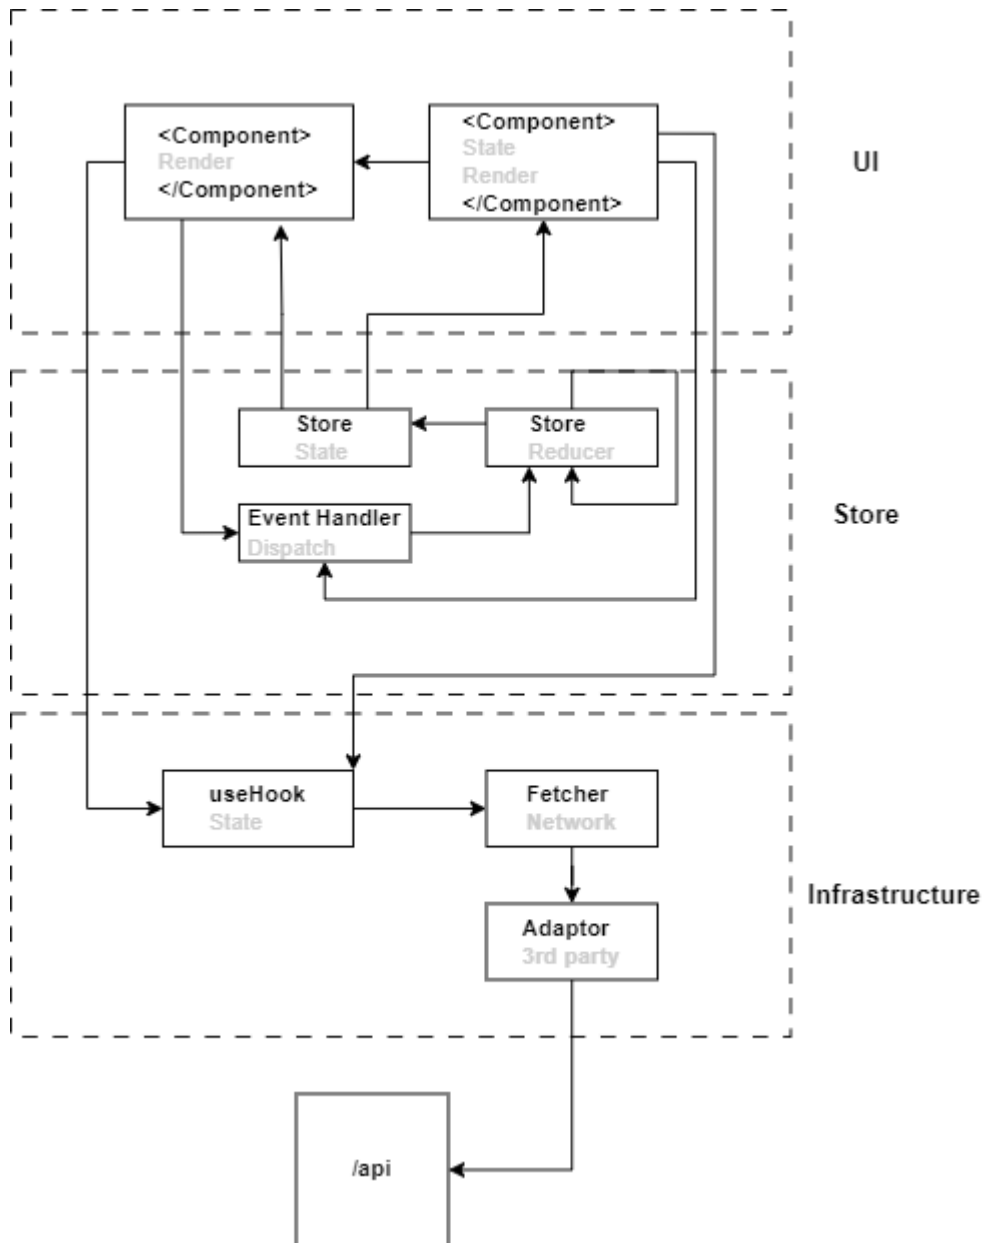 <Component>
Render
</Component>
<Component>
State
Render
</Component>
UI
Store
State
Store
Reducer
Event Handler
Dispatch
Store
useHook
State
Fetcher
Network
Adaptor
3rd party
Infrastructure
/api